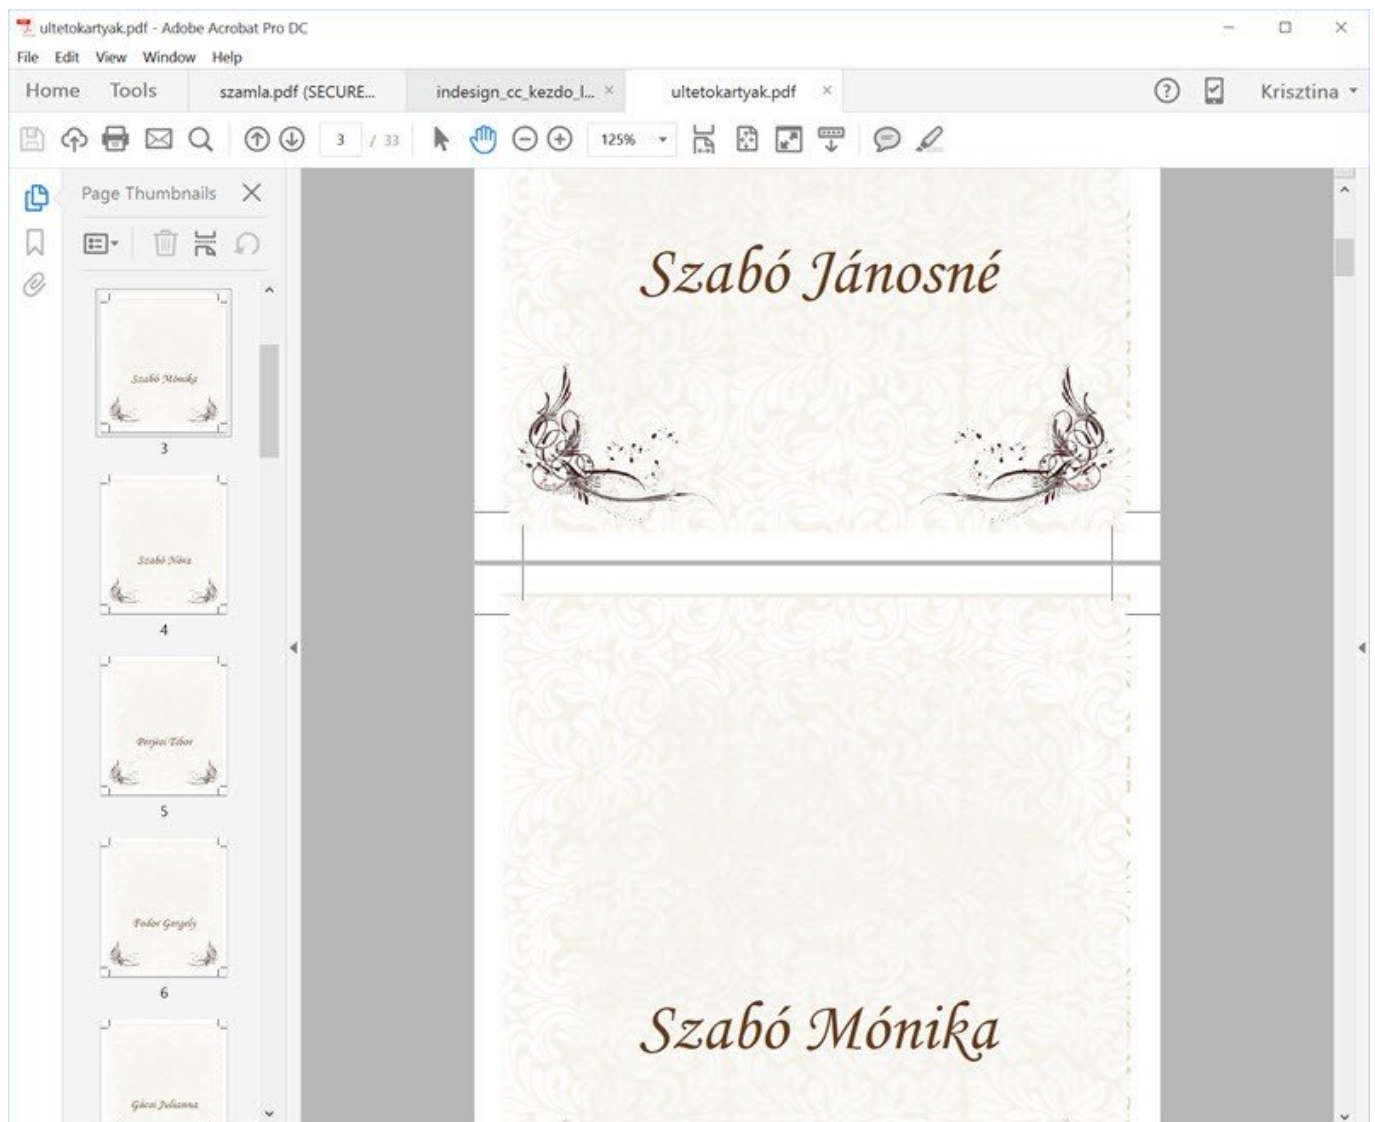 ultetokartyak.pdf - Adobe Acrobat Pro DC
File Edit View Window Help
Home Tools szamla.pdf (SECURE... indesign_cc_kezdo_l... × ultetokartyak.pdf × Krisztina
3 / 33 125%
Page Thumbnails
Szabó Mónika
3
Szabó Nóra
4
Tibor
5
Fodor Gergely
6
Julianna
Szabó Jánosné
Szabó Mónika